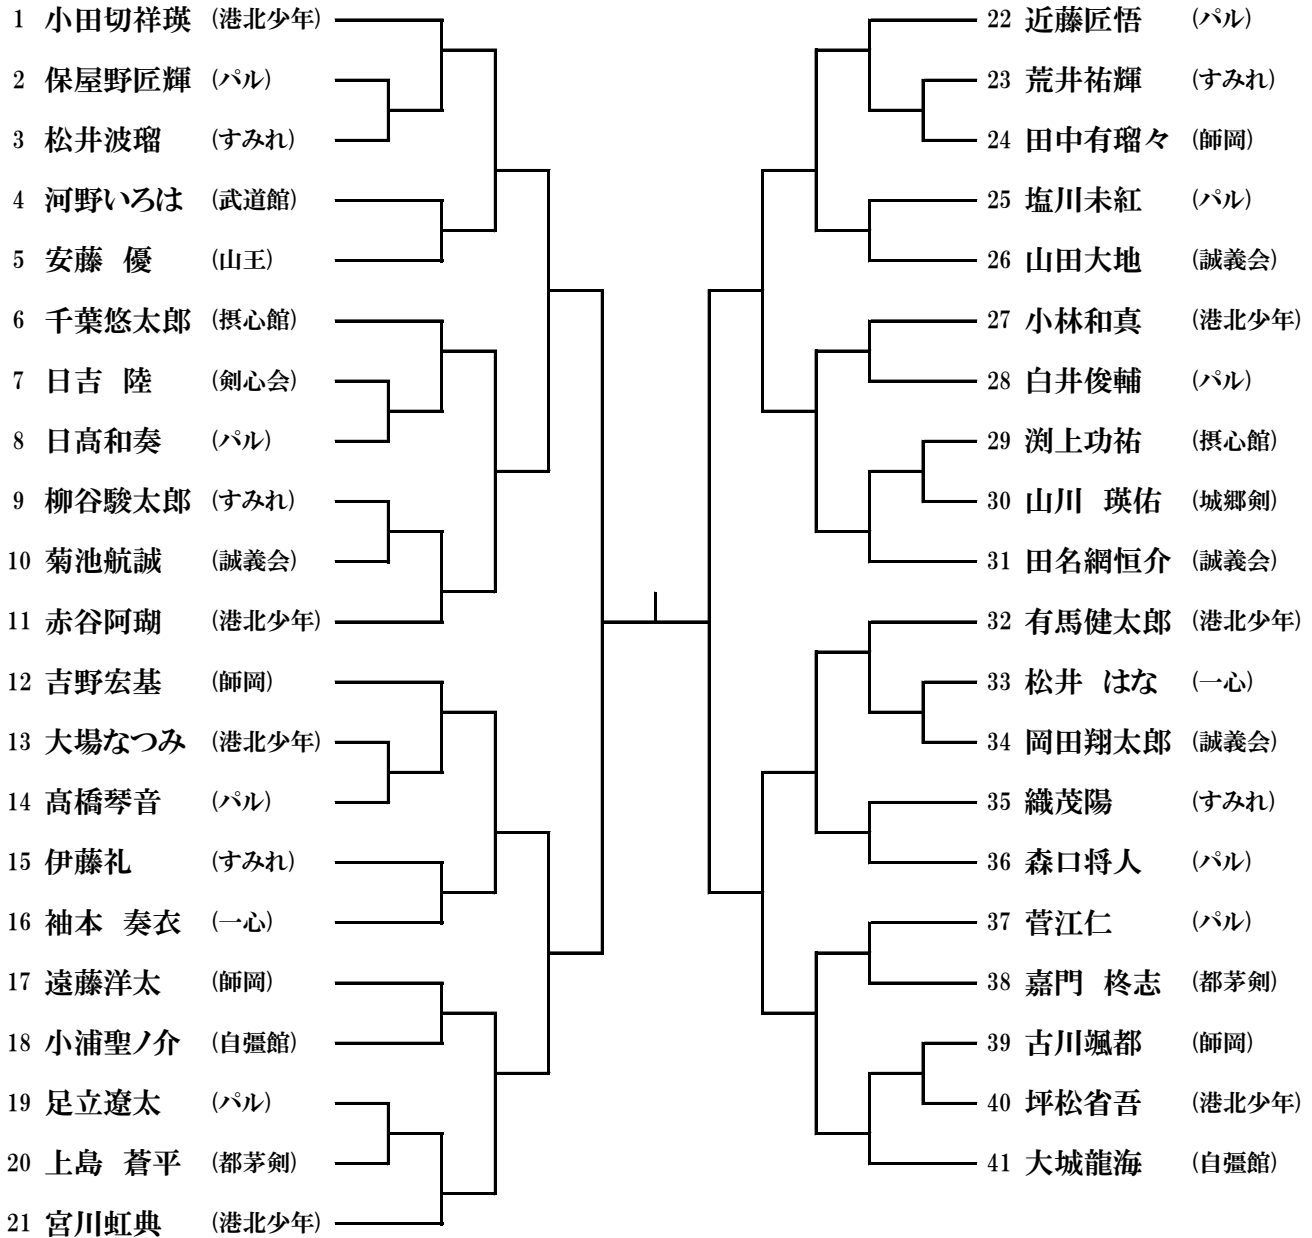 1 小田切祥瑛 (港北少年)
2 保屋野匠輝 (パル)
3 松井波瑠 (すみれ)
4 河野いろは (武道館)
5 安藤 優 (山王)
6 千葉悠太郎 (摂心館)
7 日吉 陸 (剣心会)
8 日髙和奏 (パル)
9 柳谷駿太郎 (すみれ)
10 菊池航誠 (誠義会)
11 赤谷阿瑚 (港北少年)
12 吉野宏基 (師岡)
13 大場なつみ (港北少年)
14 髙橋琴音 (パル)
15 伊藤礼 (すみれ)
16 袖本 奏衣 (一心)
17 遠藤洋太 (師岡)
18 小浦聖ノ介 (自彊館)
19 足立遼太 (パル)
20 上島 蒼平 (都茅剣)
21 宮川虹典 (港北少年)
22 近藤匠悟 (パル)
23 荒井祐輝 (すみれ)
24 田中有瑠々 (師岡)
25 塩川未紅 (パル)
26 山田大地 (誠義会)
27 小林和真 (港北少年)
28 白井俊輔 (パル)
29 渕上功祐 (摂心館)
30 山川 瑛佑 (城郷剣)
31 田名網恒介 (誠義会)
32 有馬健太郎 (港北少年)
33 松井 はな (一心)
34 岡田翔太郎 (誠義会)
35 織茂陽 (すみれ)
36 森口将人 (パル)
37 菅江仁 (パル)
38 嘉門 柊志 (都茅剣)
39 古川颯都 (師岡)
40 坪松省吾 (港北少年)
41 大城龍海 (自彊館)